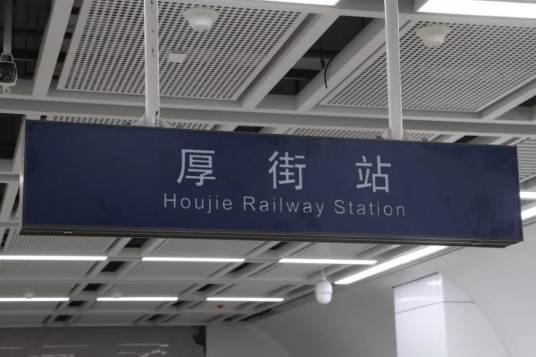 厚街站
Houjie Railway Station